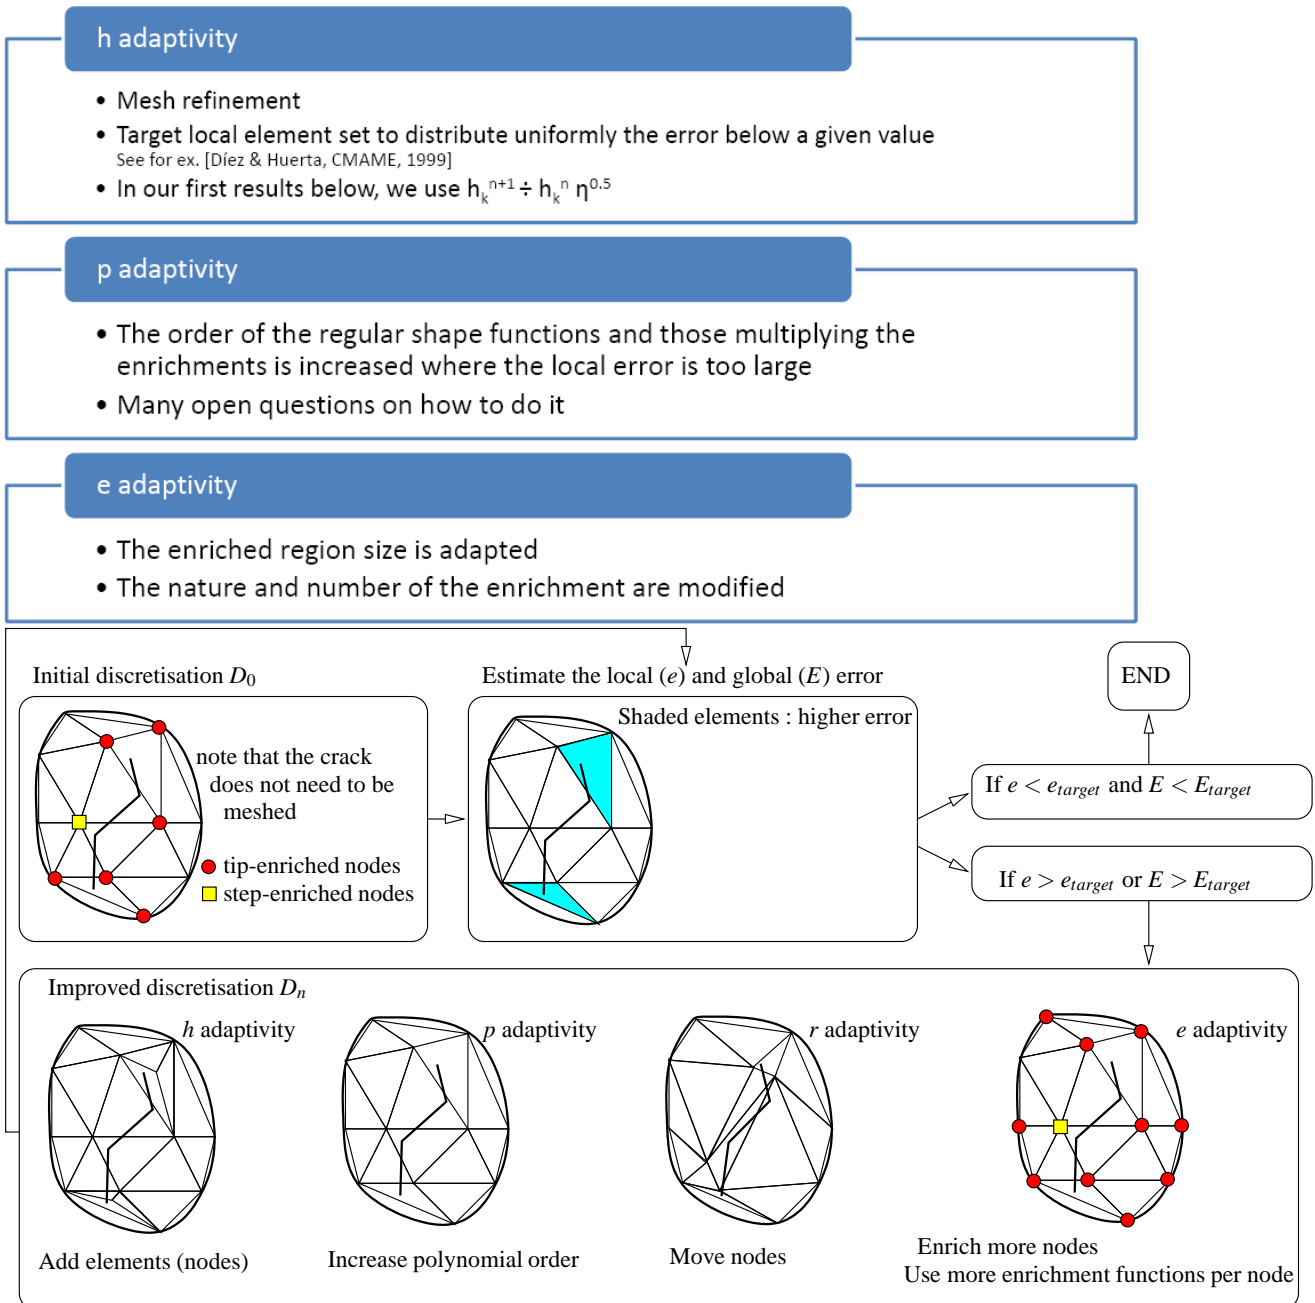 h adaptivity
• Mesh refinement
• Target local element set to distribute uniformly the error below a given value
See for ex. [Díez & Huerta, CMAME, 1999]
• In our first results below, we use hₖⁿ⁺¹ ÷ hₖⁿ η⁰·⁵
p adaptivity
• The order of the regular shape functions and those multiplying the
enrichments is increased where the local error is too large
• Many open questions on how to do it
e adaptivity
• The enriched region size is adapted
• The nature and number of the enrichment are modified
Initial discretisation D₀
note that the crack
does not need to be
meshed
tip-enriched nodes
step-enriched nodes
Estimate the local (e) and global (E) error
Shaded elements : higher error
END
If e < e_target and E < E_target
If e > e_target or E > E_target
Improved discretisation Dₙ
h adaptivity
p adaptivity
r adaptivity
e adaptivity
Add elements (nodes)
Increase polynomial order
Move nodes
Enrich more nodes
Use more enrichment functions per node